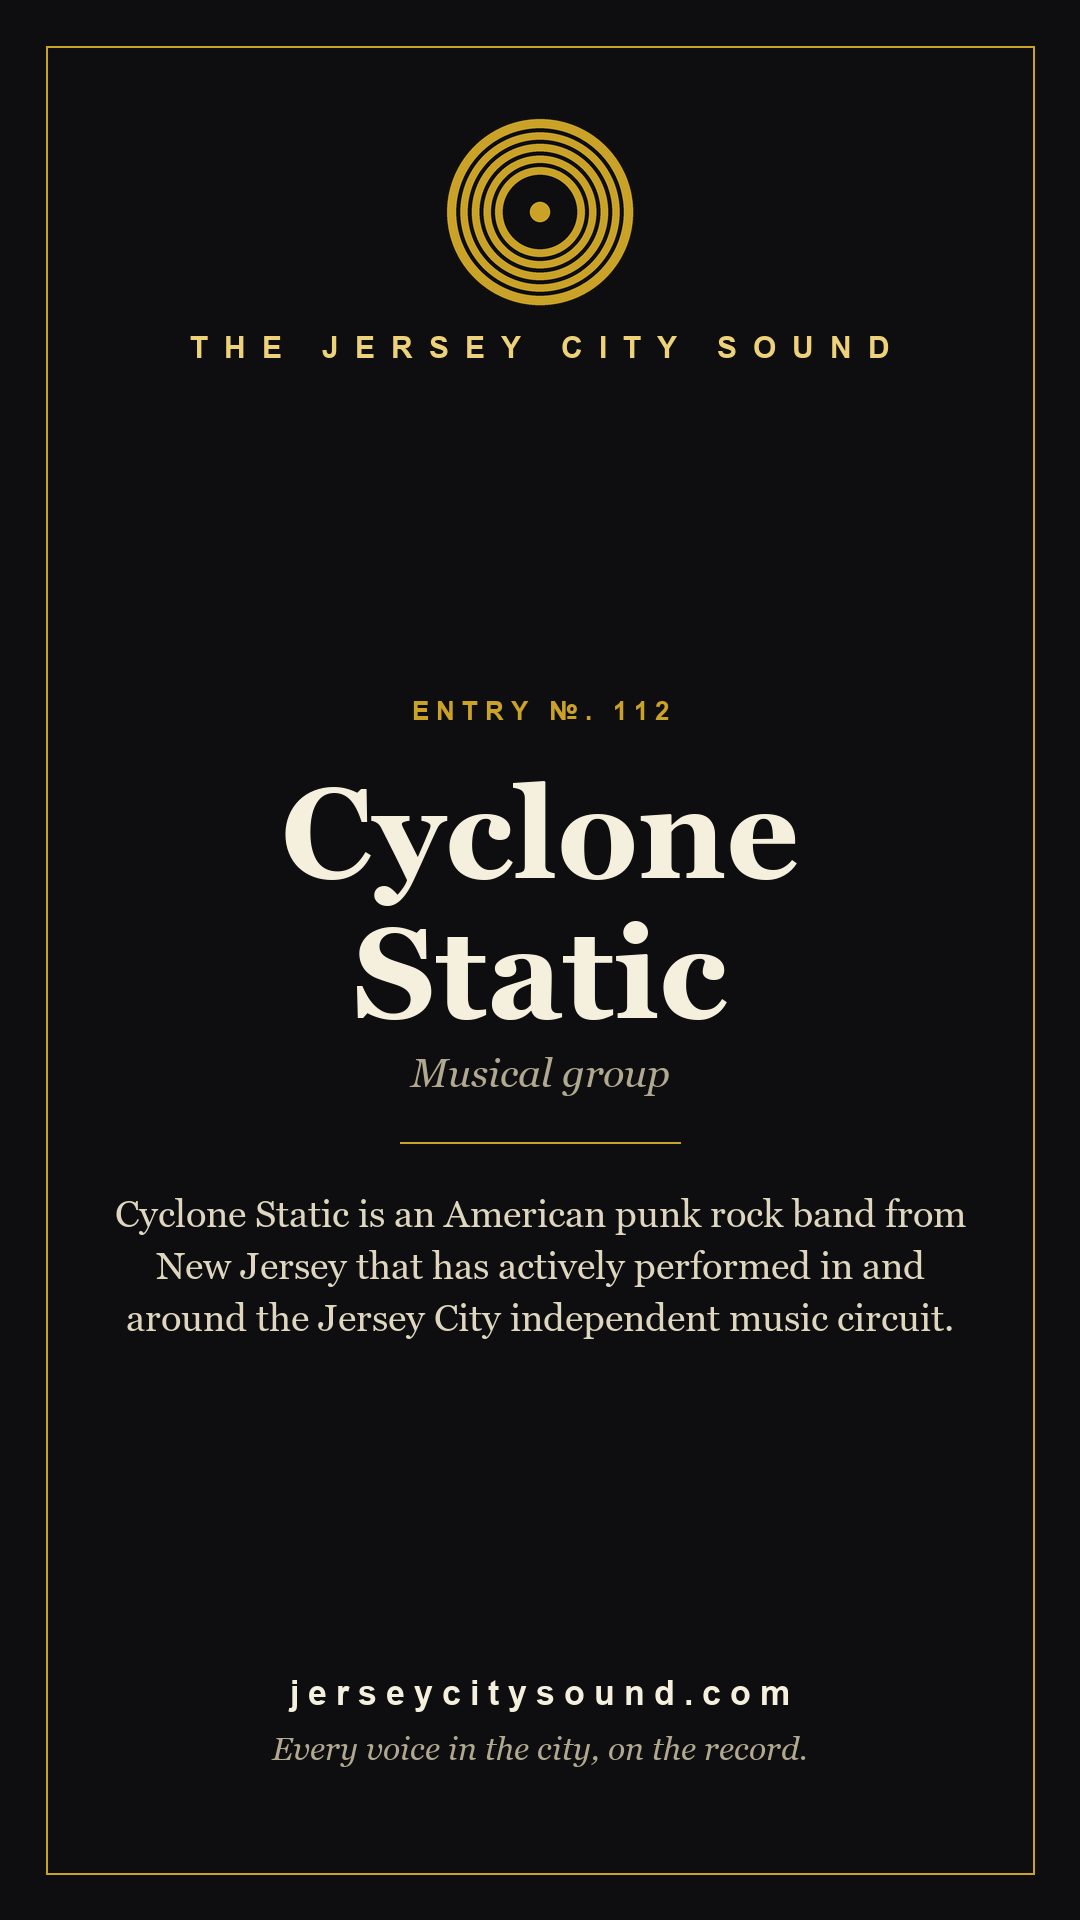 THE JERSEY CITY SOUND
ENTRY №. 112
Cyclone
Static
Musical group
Cyclone Static is an American punk rock band from
New Jersey that has actively performed in and
around the Jersey City independent music circuit.
jerseycitysound.com
Every voice in the city, on the record.